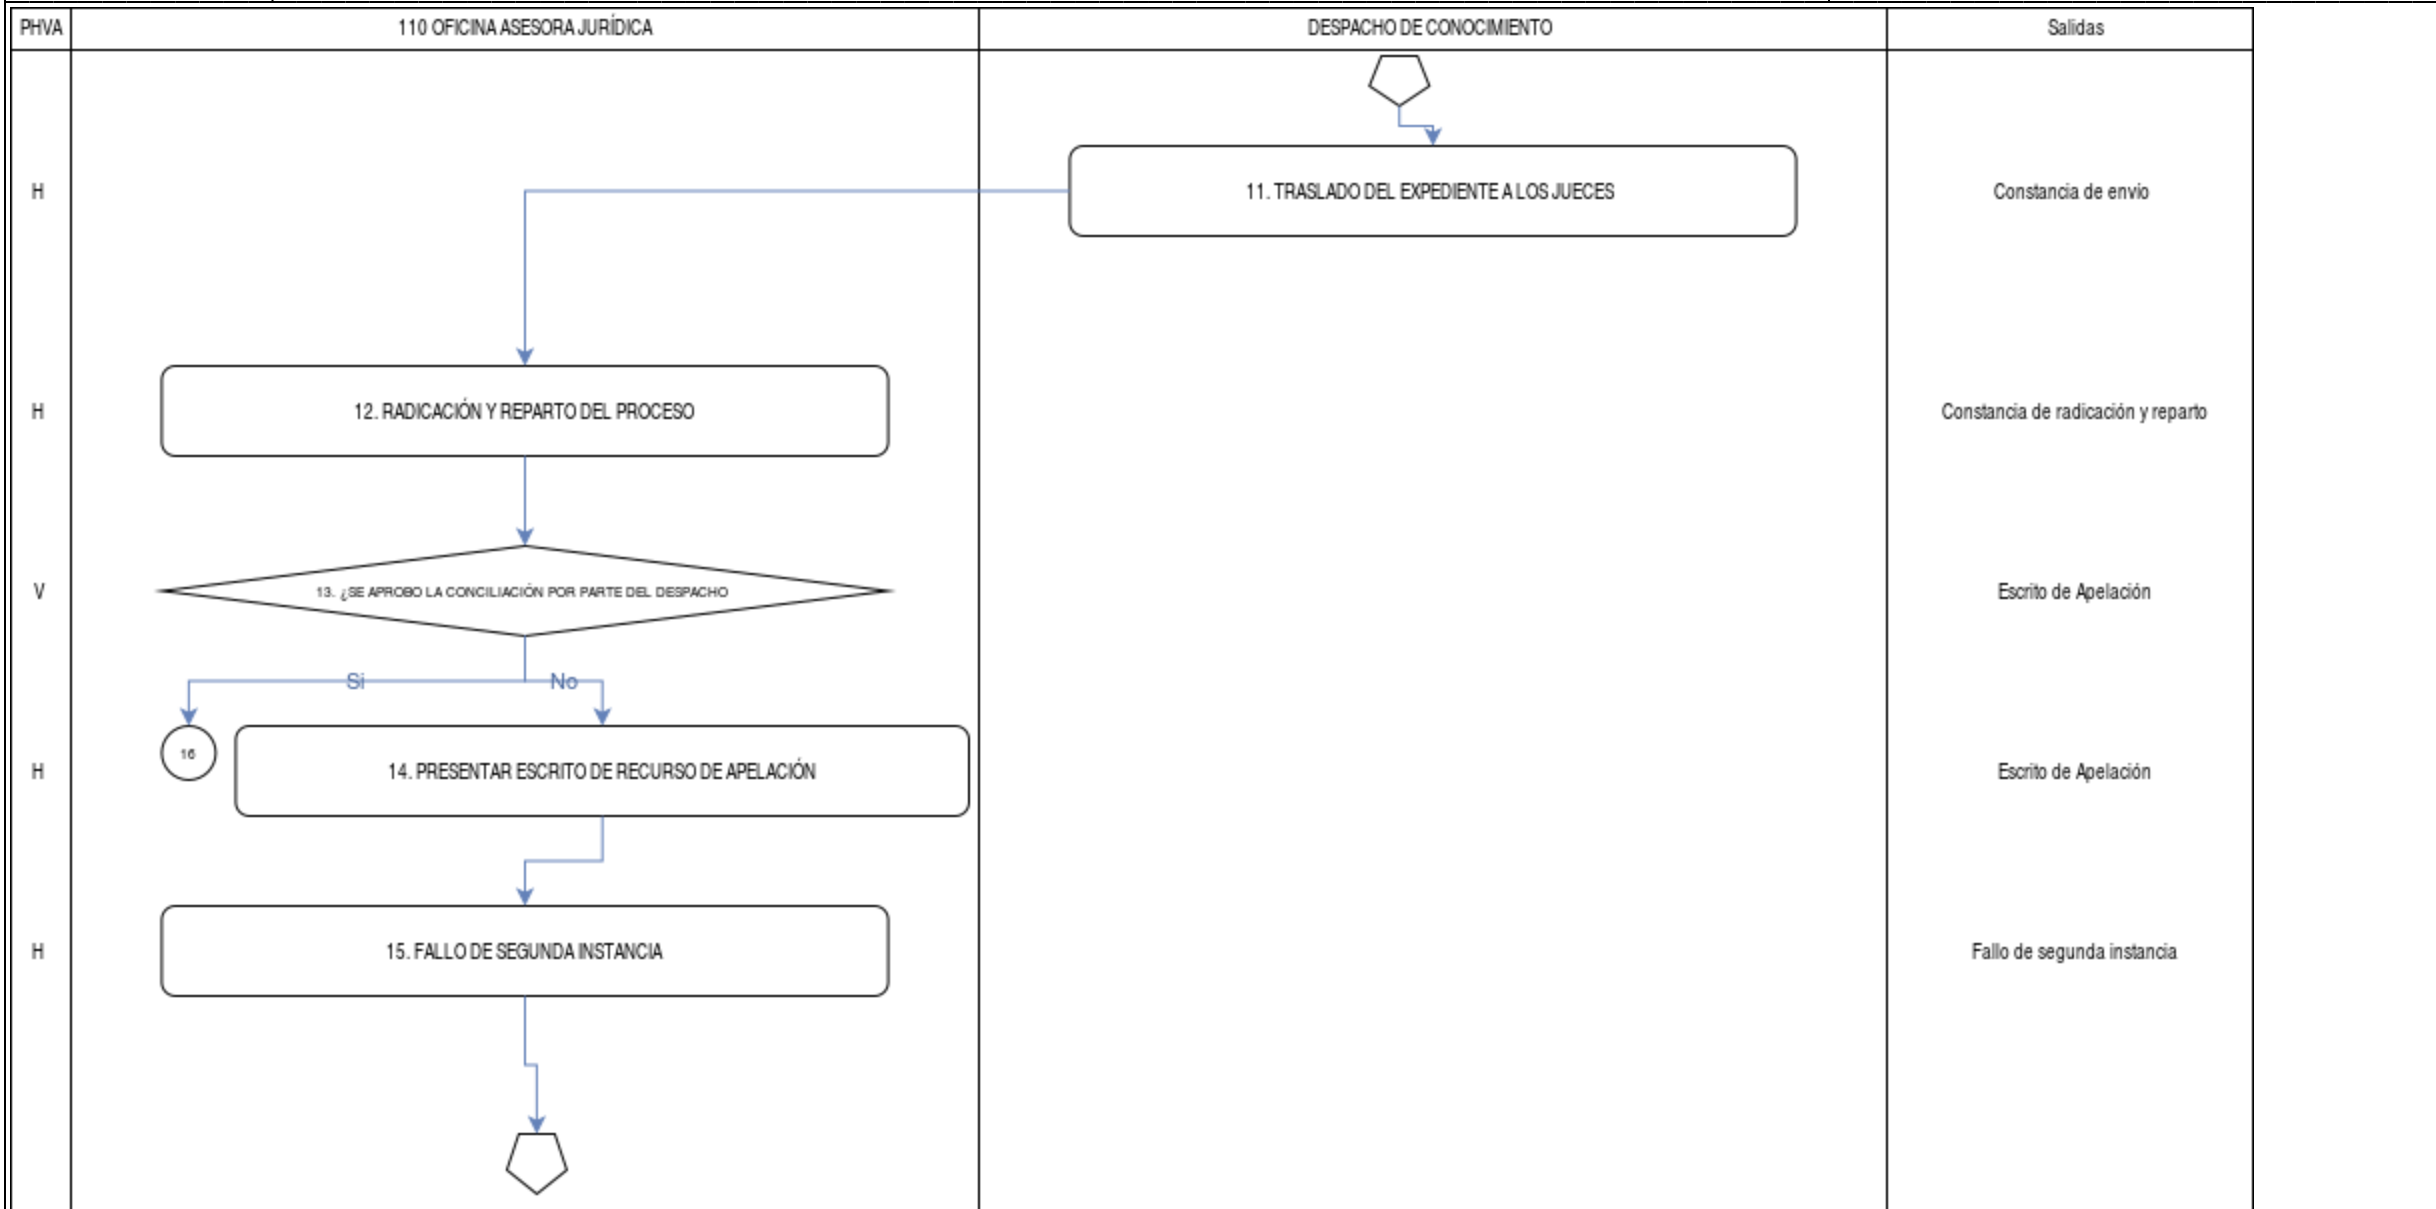 PHVA
110 OFICINA ASESORA JURÍDICA
DESPACHO DE CONOCIMIENTO
Salidas
H
11. TRASLADO DEL EXPEDIENTE A LOS JUECES
Constancia de envío
H
12. RADICACIÓN Y REPARTO DEL PROCESO
Constancia de radicación y reparto
V
13. ¿SE APROBO LA CONCILIACIÓN POR PARTE DEL DESPACHO
Escrito de Apelación
Si
No
H
16
14. PRESENTAR ESCRITO DE RECURSO DE APELACIÓN
Escrito de Apelación
H
15. FALLO DE SEGUNDA INSTANCIA
Fallo de segunda instancia